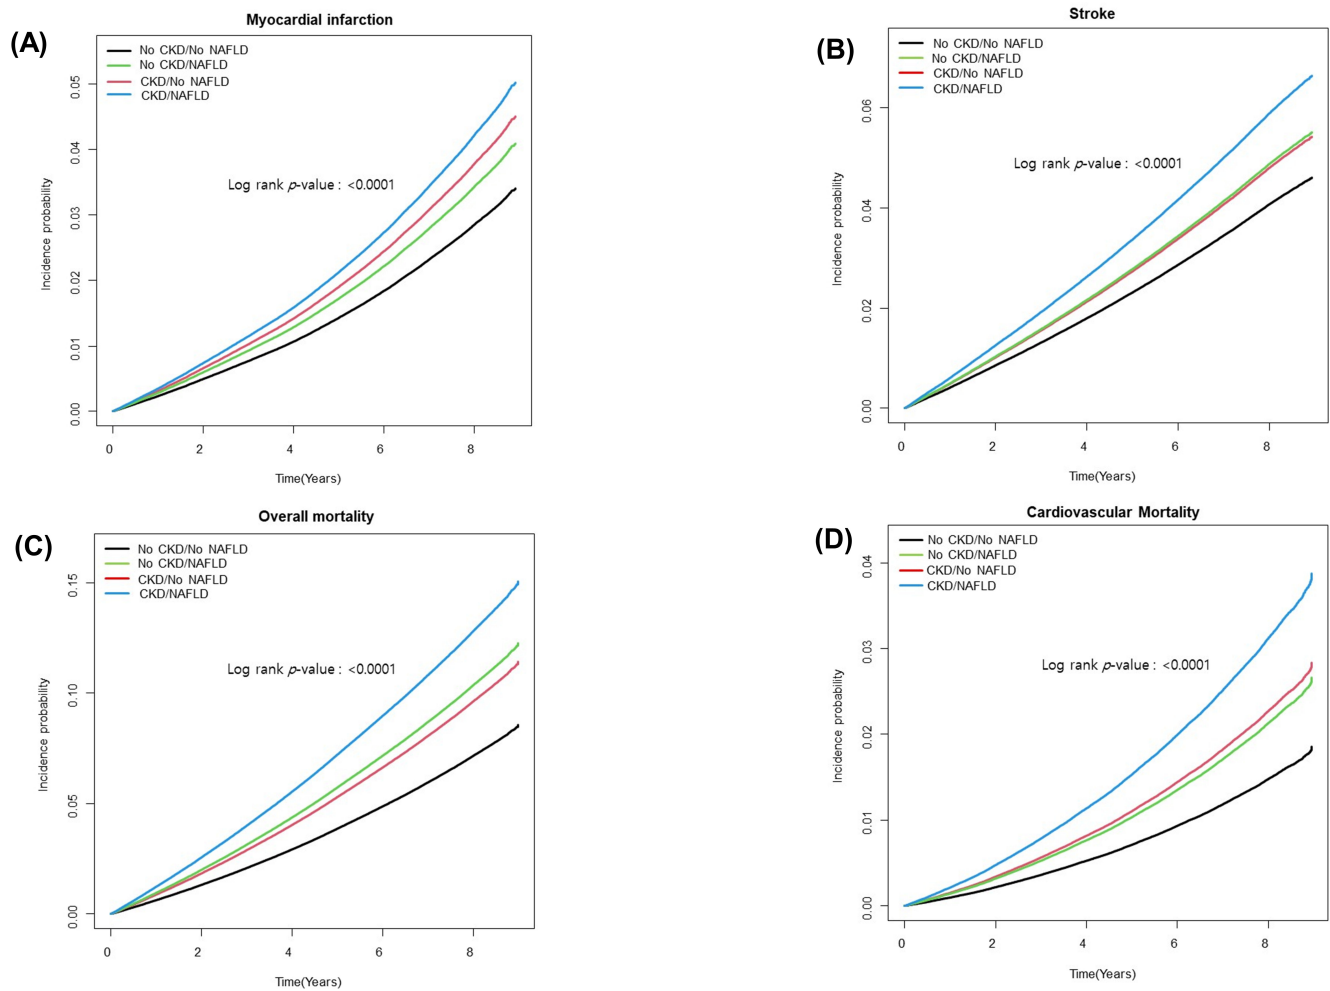 (A)
Myocardial infarction
No CKD/No NAFLD
No CKD/NAFLD
CKD/No NAFLD
CKD/NAFLD
Log rank p-value : <0.0001
Incidence probability
0.05
0.04
0.03
0.02
0.01
0.00
0 2 4 6 8
Time(Years)
(B)
Stroke
No CKD/No NAFLD
No CKD/NAFLD
CKD/No NAFLD
CKD/NAFLD
Log rank p-value : <0.0001
Incidence probability
0.06
0.04
0.02
0.00
0 2 4 6 8
Time(Years)
(C)
Overall mortality
No CKD/No NAFLD
No CKD/NAFLD
CKD/No NAFLD
CKD/NAFLD
Log rank p-value : <0.0001
Incidence probability
0.15
0.10
0.05
0.00
0 2 4 6 8
Time(Years)
(D)
Cardiovascular Mortality
No CKD/No NAFLD
No CKD/NAFLD
CKD/No NAFLD
CKD/NAFLD
Log rank p-value : <0.0001
Incidence probability
0.04
0.03
0.02
0.01
0.00
0 2 4 6 8
Time(Years)